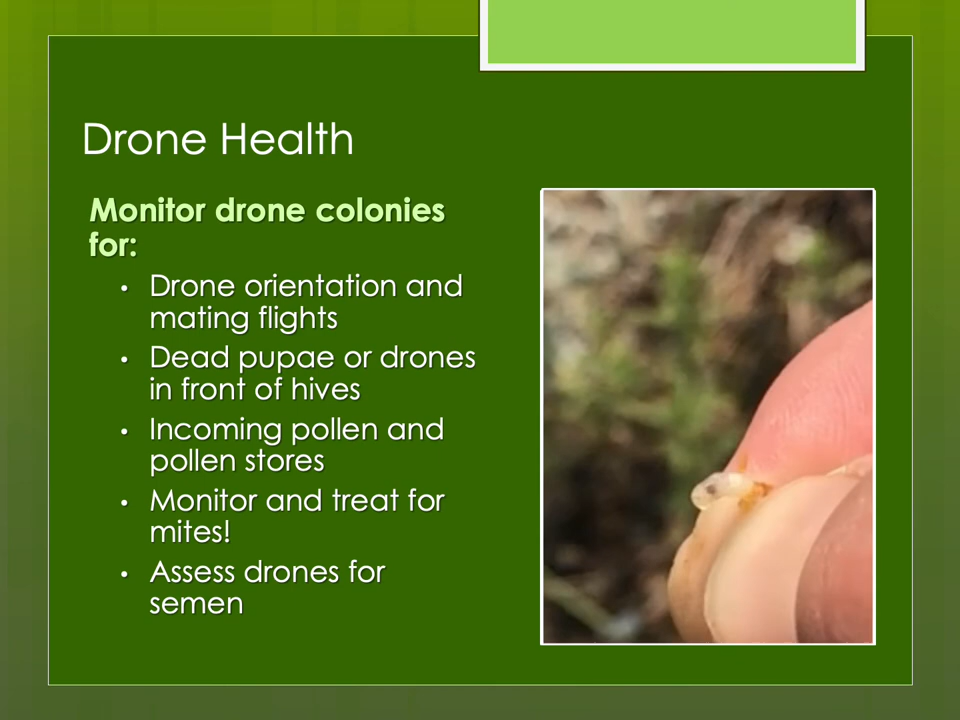 Drone Health
Monitor drone colonies
for:
• Drone orientation and
mating flights
• Dead pupae or drones
in front of hives
• Incoming pollen and
pollen stores
• Monitor and treat for
mites!
• Assess drones for
semen